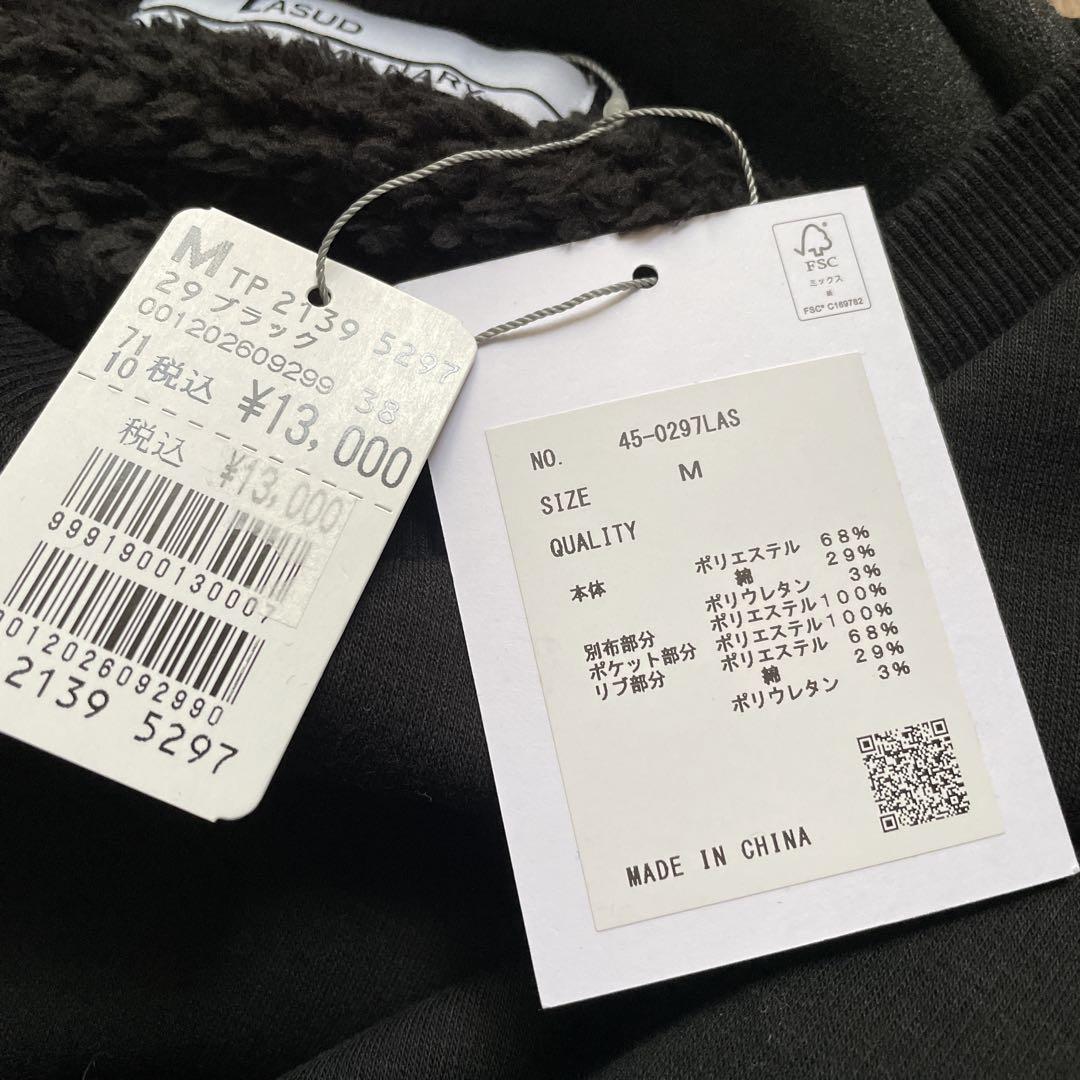 LASUD
M
TP 2139 5297
29 ブラック
001202609299 38
71
10 税込 ¥13,000
税込 ¥13,000
9991900130007
2139 5297
FSC
ミックス
紙
FSC® C169782
NO. 45-0297LAS
SIZE M
QUALITY
本体 ポリエステル 68%
綿 29%
ポリウレタン 3%
別布部分 ポリエステル100%
ポケット部分 ポリエステル100%
リブ部分 ポリエステル 68%
綿 29%
ポリウレタン 3%
MADE IN CHINA